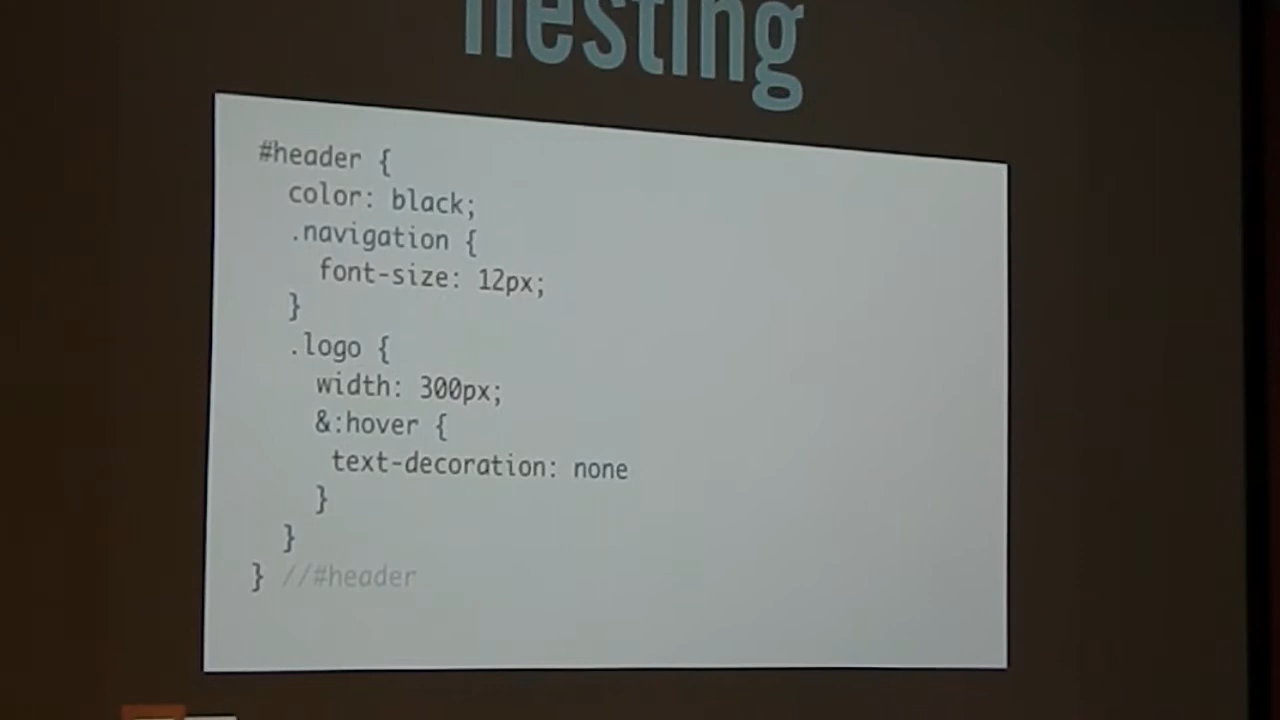 nesting
#header {
color: black;
.navigation {
font-size: 12px;
}
.logo {
width: 300px;
&:hover {
text-decoration: none
}
}
} //#header